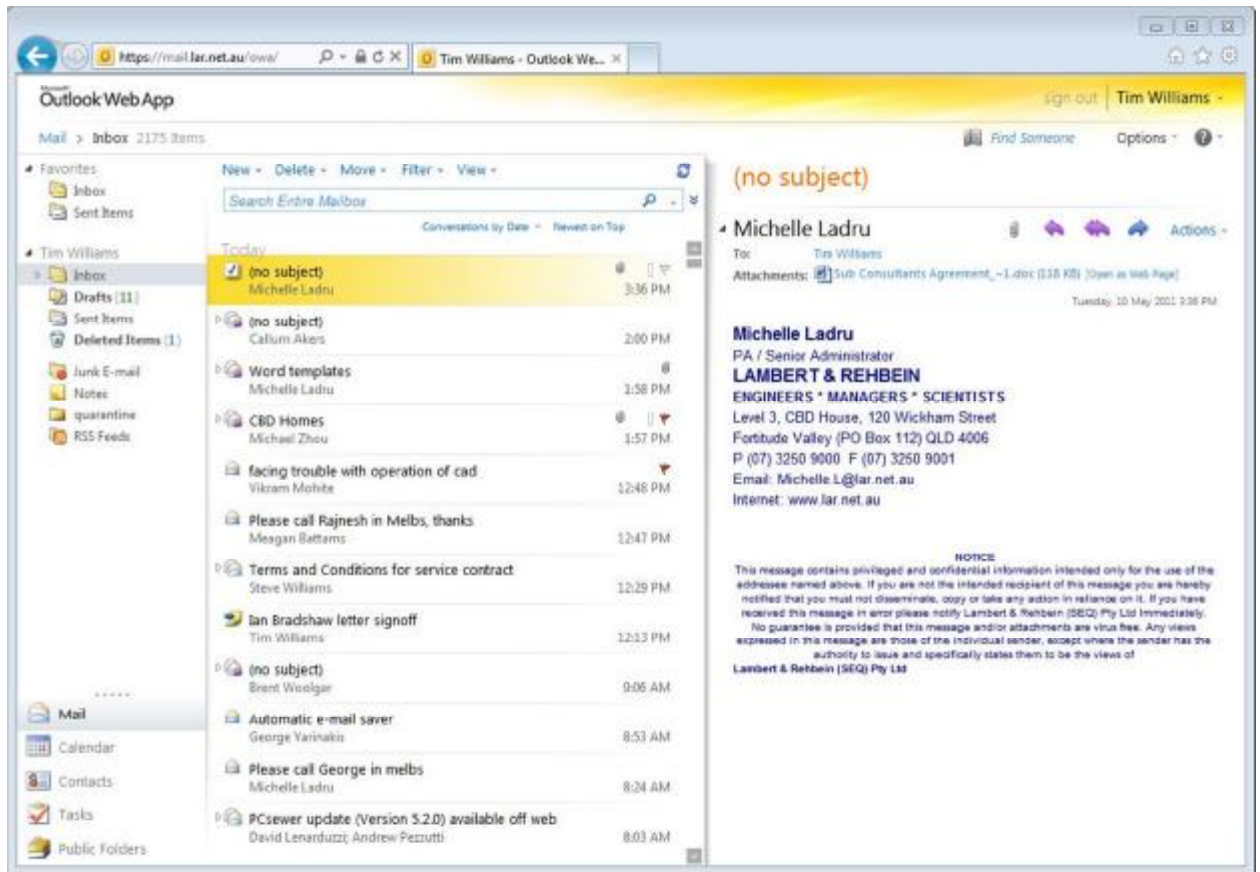 https://mail.lar.net.au/owa/
Tim Williams - Outlook We...
Microsoft
Outlook Web App
sign out
Tim Williams
Mail > Inbox 2175 Items
Find Someone
Options
Favorites
Inbox
Sent Items
Tim Williams
Inbox
Drafts (11)
Sent Items
Deleted Items (1)
Junk E-mail
Notes
quarantine
RSS Feeds
Mail
Calendar
Contacts
Tasks
Public Folders
New Delete Move Filter View
Search Entire Mailbox
Conversations by Date Newest on Top
Today
(no subject)
Michelle Ladru 3:36 PM
(no subject)
Callum Akers 2:00 PM
Word templates
Michelle Ladru 1:58 PM
CBD Homes
Michael Zhou 1:57 PM
facing trouble with operation of cad
Vikram Mohite 12:48 PM
Please call Rajnesh in Melbs, thanks
Meagan Battams 12:47 PM
Terms and Conditions for service contract
Steve Williams 12:29 PM
Ian Bradshaw letter signoff
Tim Williams 12:13 PM
(no subject)
Brent Woolgar 9:06 AM
Automatic e-mail saver
George Yarinakis 8:53 AM
Please call George in melbs
Michelle Ladru 8:24 AM
PCsewer update (Version 5.2.0) available off web
David Lenarduzzi; Andrew Pezzutti 8:03 AM
(no subject)
Michelle Ladru
Actions
To: Tim Williams
Attachments: Sub Consultants Agreement_~1.doc (118 KB) [Open as Web Page]
Tuesday, 10 May 2011 3:36 PM
Michelle Ladru
PA / Senior Administrator
LAMBERT & REHBEIN
ENGINEERS * MANAGERS * SCIENTISTS
Level 3, CBD House, 120 Wickham Street
Fortitude Valley (PO Box 112) QLD 4006
P (07) 3250 9000 F (07) 3250 9001
Email: Michelle.L@lar.net.au
Internet: www.lar.net.au
NOTICE
This message contains privileged and confidential information intended only for the use of the
addressee named above. If you are not the intended recipient of this message you are hereby
notified that you must not disseminate, copy or take any action in reliance on it. If you have
received this message in error please notify Lambert & Rehbein (SEQ) Pty Ltd immediately.
No guarantee is provided that this message and/or attachments are virus free. Any views
expressed in this message are those of the individual sender, except where the sender has the
authority to issue and specifically states them to be the views of
Lambert & Rehbein (SEQ) Pty Ltd